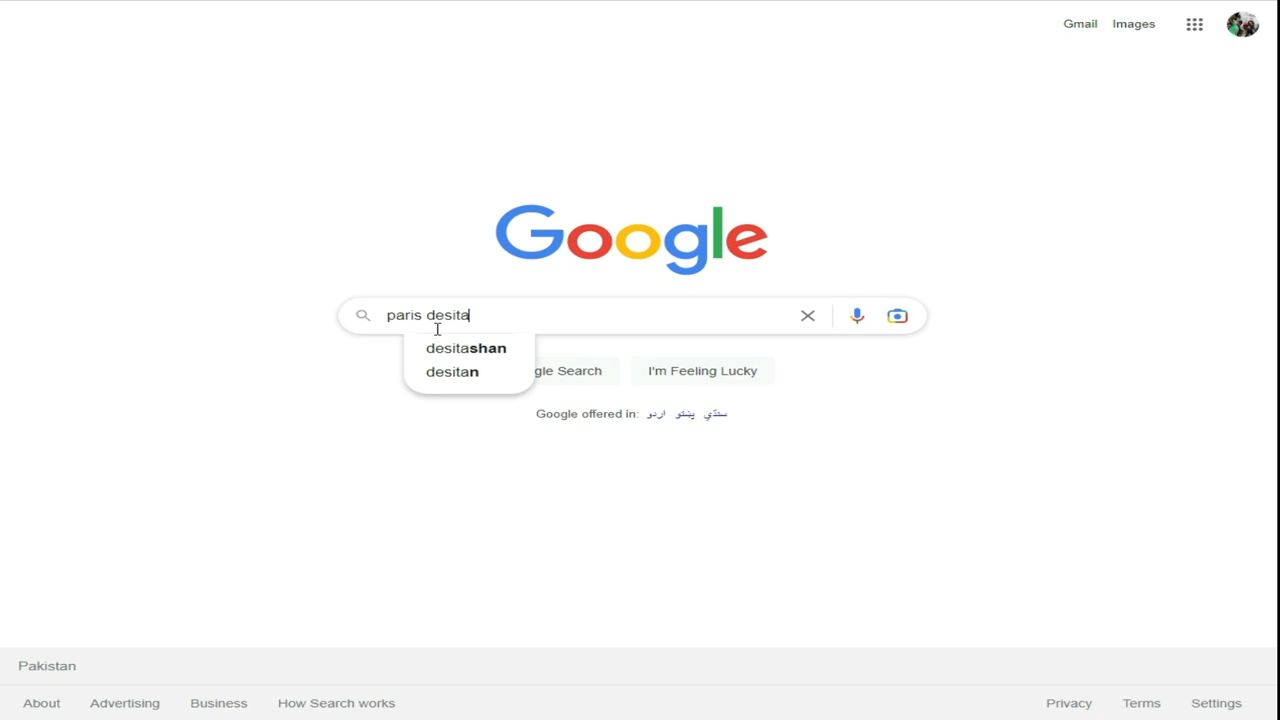 Gmail Images
Google
paris desita
desitashan
desitan
gle Search
I'm Feeling Lucky
Google offered in: اردو پښتو سنڌي
Pakistan
About Advertising Business How Search works
Privacy Terms Settings